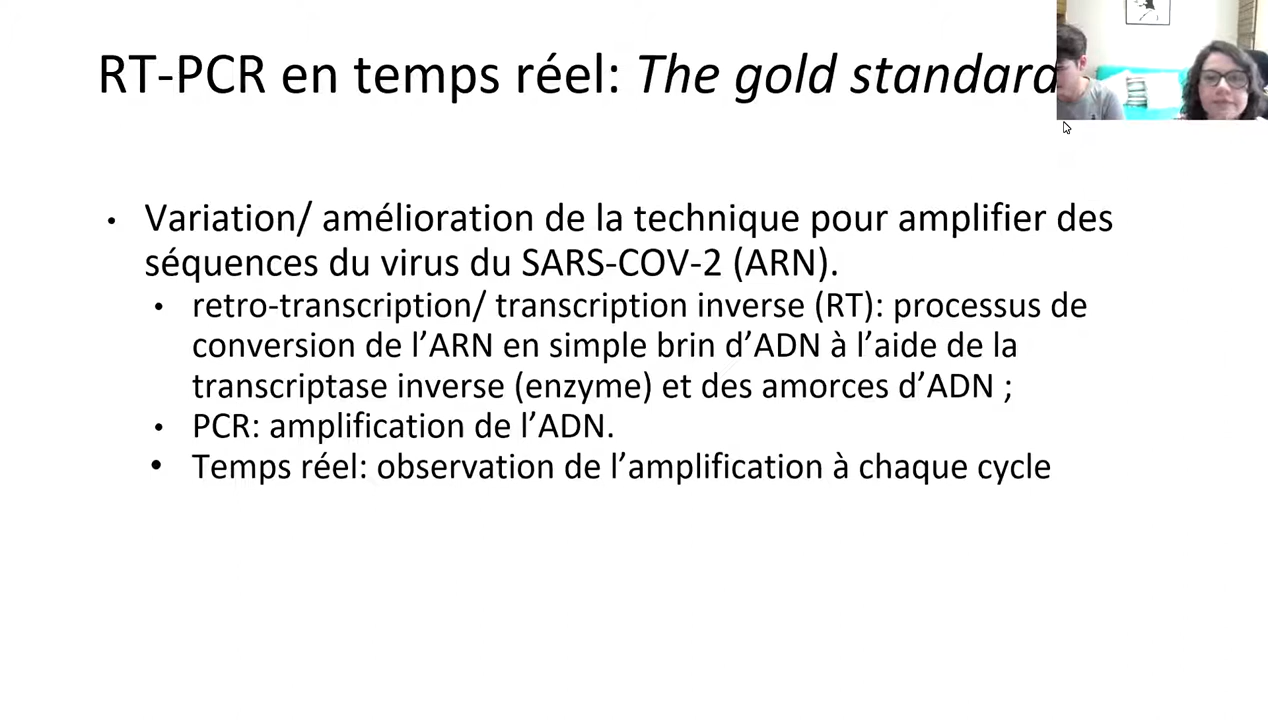 RT-PCR en temps réel: The gold standard
• Variation/ amélioration de la technique pour amplifier des
séquences du virus du SARS-COV-2 (ARN).
• retro-transcription/ transcription inverse (RT): processus de
conversion de l’ARN en simple brin d’ADN à l’aide de la
transcriptase inverse (enzyme) et des amorces d’ADN ;
• PCR: amplification de l’ADN.
• Temps réel: observation de l’amplification à chaque cycle